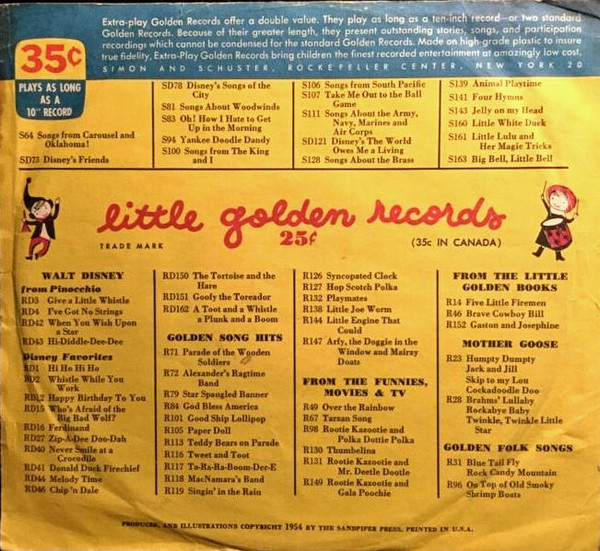 35¢
PLAYS AS LONG
AS A
10" RECORD
Extra-play Golden Records offer a double value. They play as long as a ten-inch record—or two standard
Golden Records. Because of their greater length, they present outstanding stories, songs, and participation
recordings which cannot be condensed for the standard Golden Records. Made on high-grade plastic to insure
true fidelity, Extra-Play Golden Records bring children the finest recorded entertainment at amazingly low cost.
SIMON AND SCHUSTER, ROCKEFELLER CENTER, NEW YORK 20
S64 Songs from Carousel and
Oklahoma!
SD73 Disney's Friends
SD78 Disney's Songs of the
City
S81 Songs About Woodwinds
S83 Oh! How I Hate to Get
Up in the Morning
S94 Yankee Doodle Dandy
S100 Songs from The King
and I
S106 Songs from South Pacific
S107 Take Me Out to the Ball
Game
S111 Songs About the Army,
Navy, Marines and
Air Corps
SD121 Disney's The World
Owes Me a Living
S128 Songs About the Brass
S139 Animal Playtime
S141 Four Hymns
S143 Jelly on my Head
S160 Little White Duck
S161 Little Lulu and
Her Magic Tricks
S163 Big Bell, Little Bell
little golden records
TRADE MARK
25¢
(35c IN CANADA)
WALT DISNEY
from Pinocchio
RD3 Give a Little Whistle
RD4 I've Got No Strings
RD42 When You Wish Upon
a Star
RD43 Hi-Diddle-Dee-Dee
Disney Favorites
RD1 Hi Ho Hi Ho
RD2 Whistle While You
Work
RD12 Happy Birthday To You
RD15 Who's Afraid of the
Big Bad Wolf?
RD16 Ferdinand
RD27 Zip-A-Dee Doo-Dah
RD40 Never Smile at a
Crocodile
RD41 Donald Duck Firechief
RD44 Melody Time
RD46 Chip 'n Dale
RD150 The Tortoise and the
Hare
RD151 Goofy the Toreador
RD162 A Toot and a Whistle
a Plunk and a Boom
GOLDEN SONG HITS
R71 Parade of the Wooden
Soldiers
R72 Alexander's Ragtime
Band
R79 Star Spangled Banner
R84 God Bless America
R101 Good Ship Lollipop
R105 Paper Doll
R113 Teddy Bears on Parade
R116 Tweet and Toot
R117 Ta-Ra-Ra-Boom-Der-E
R118 MacNamara's Band
R119 Singin' in the Rain
R126 Syncopated Clock
R127 Hop Scotch Polka
R132 Playmates
R138 Little Joe Worm
R144 Little Engine That
Could
R147 Arfy, the Doggie in the
Window and Mairzy
Doats
FROM THE FUNNIES,
MOVIES & TV
R49 Over the Rainbow
R67 Tarzan Song
R98 Rootie Kazootie and
Polka Dottie Polka
R130 Thumbelina
R131 Rootie Kazootie and
Mr. Deetle Dootle
R149 Rootie Kazootie and
Gala Poochie
FROM THE LITTLE
GOLDEN BOOKS
R14 Five Little Firemen
R46 Brave Cowboy Bill
R152 Gaston and Josephine
MOTHER GOOSE
R23 Humpty Dumpty
Jack and Jill
Skip to my Lou
Cockadoodle Doo
R28 Brahms' Lullaby
Rockabye Baby
Twinkle, Twinkle Little
Star
GOLDEN FOLK SONGS
R31 Blue Tail Fly
Rock Candy Mountain
R96 On Top of Old Smoky
Shrimp Boats
PRODUCED, AND ILLUSTRATIONS COPYRIGHT 1954 BY THE SANDPIPER PRESS. PRINTED IN U.S.A.